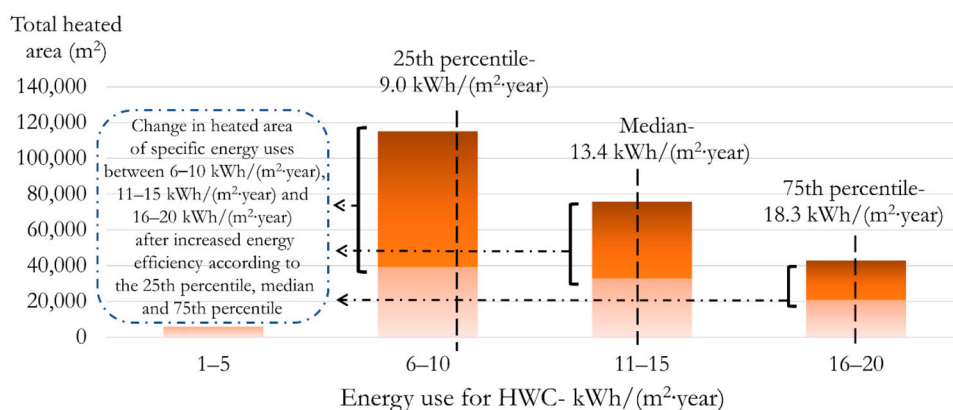 Total heated
area (m²)
140,000
120,000
100,000
80,000
60,000
40,000
20,000
0
Change in heated area
of specific energy uses
between 6–10 kWh/(m²·year),
11–15 kWh/(m²·year) and
16–20 kWh/(m²·year)
after increased energy
efficiency according to
the 25th percentile, median
and 75th percentile
25th percentile-
9.0 kWh/(m²·year)
Median-
13.4 kWh/(m²·year)
75th percentile-
18.3 kWh/(m²·year)
1–5
6–10
11–15
16–20
Energy use for HWC- kWh/(m²·year)